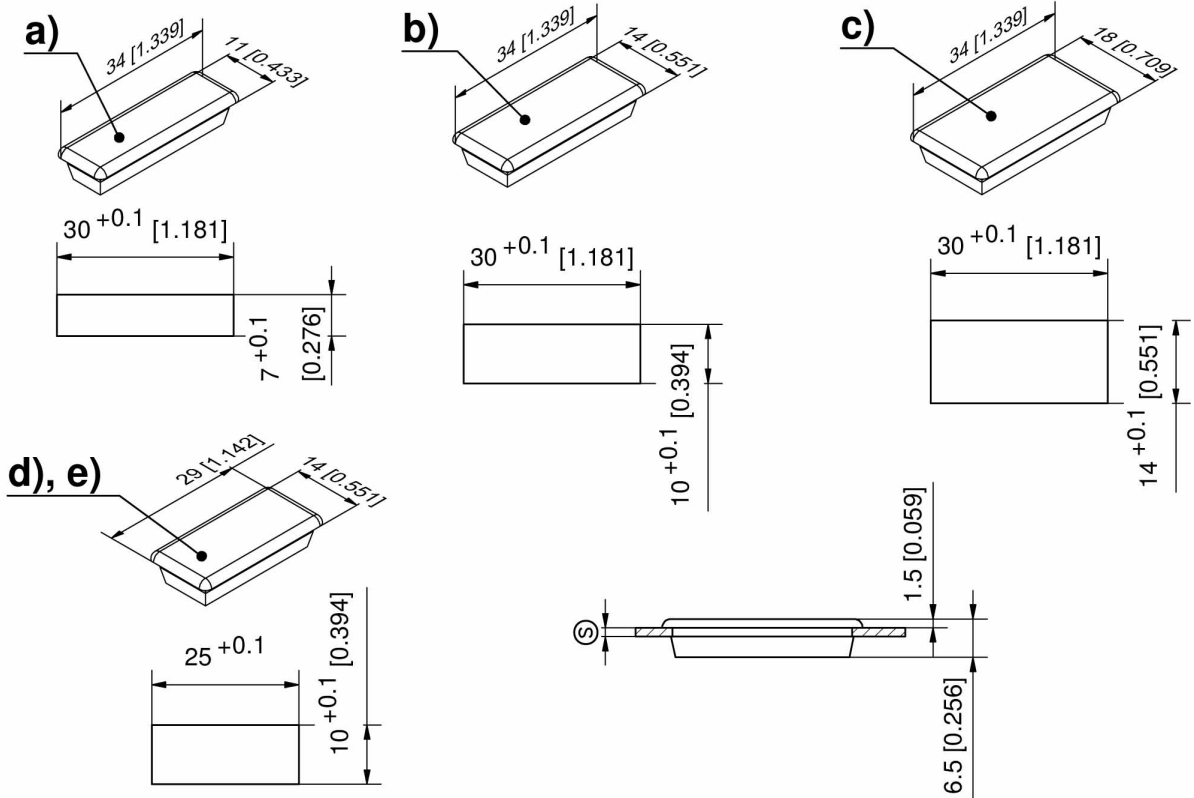 a)
34 [1.339]
11 [0.433]
30 +0.1 [1.181]
7 +0.1
[0.276]
b)
34 [1.339]
14 [0.551]
30 +0.1 [1.181]
10 +0.1 [0.394]
c)
34 [1.339]
18 [0.709]
30 +0.1 [1.181]
14 +0.1 [0.551]
d), e)
29 [1.142]
14 [0.551]
25 +0.1
10 +0.1 [0.394]
S
1.5 [0.059]
6.5 [0.256]